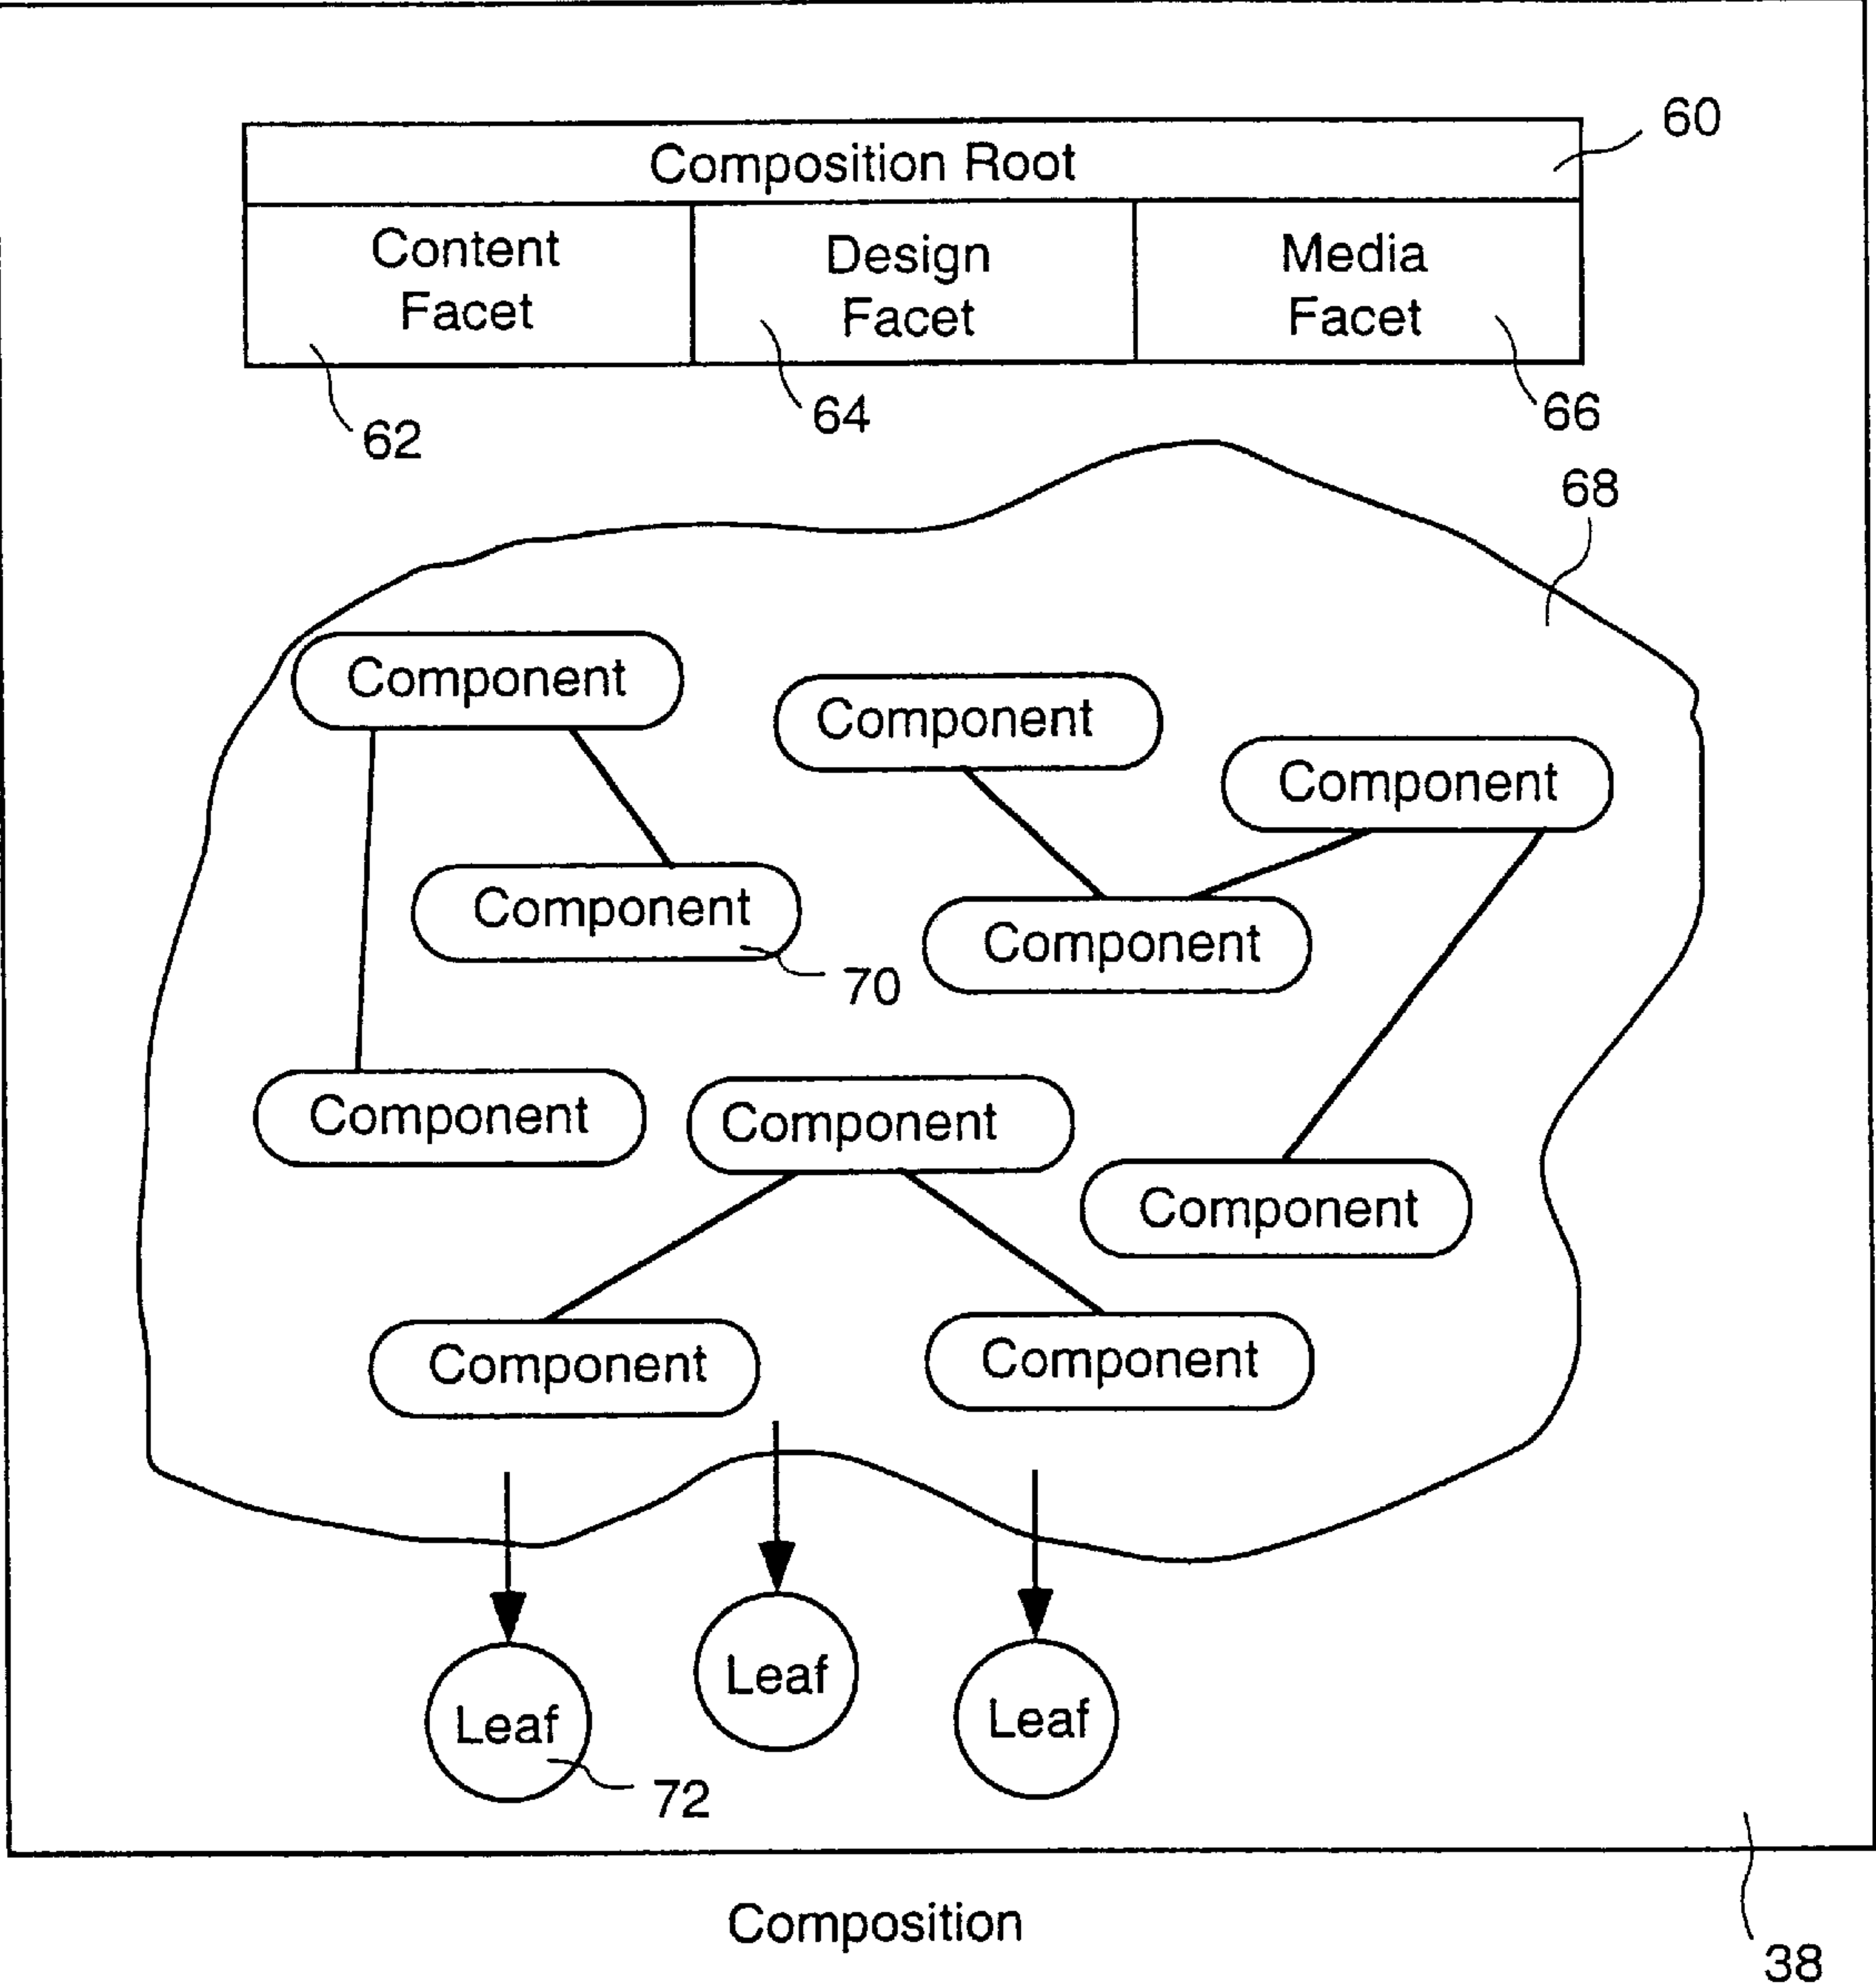 60
Composition Root
Content
Facet
Design
Facet
Media
Facet
62
64
66
68
Component
Component
Component
Component
70
Component
Component
Component
Component
Component
Component
Leaf
Leaf
Leaf
72
Composition
38